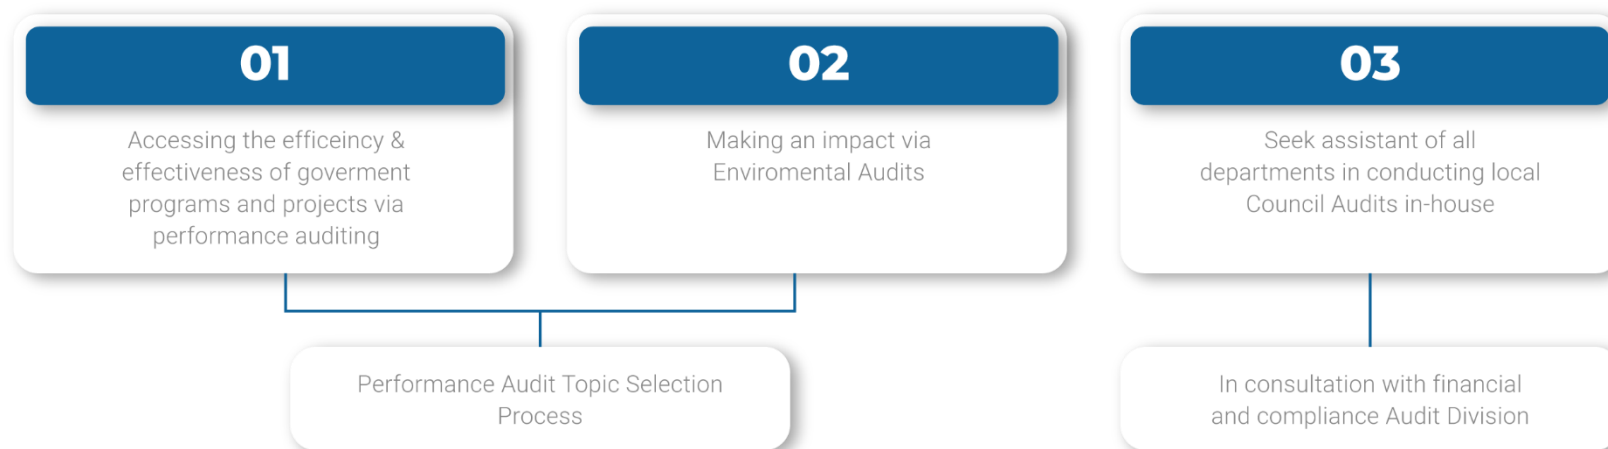 01
Accessing the efficeincy &
effectiveness of goverment
programs and projects via
performance auditing
02
Making an impact via
Enviromental Audits
03
Seek assistant of all
departments in conducting local
Council Audits in-house
Performance Audit Topic Selection
Process
In consultation with financial
and compliance Audit Division